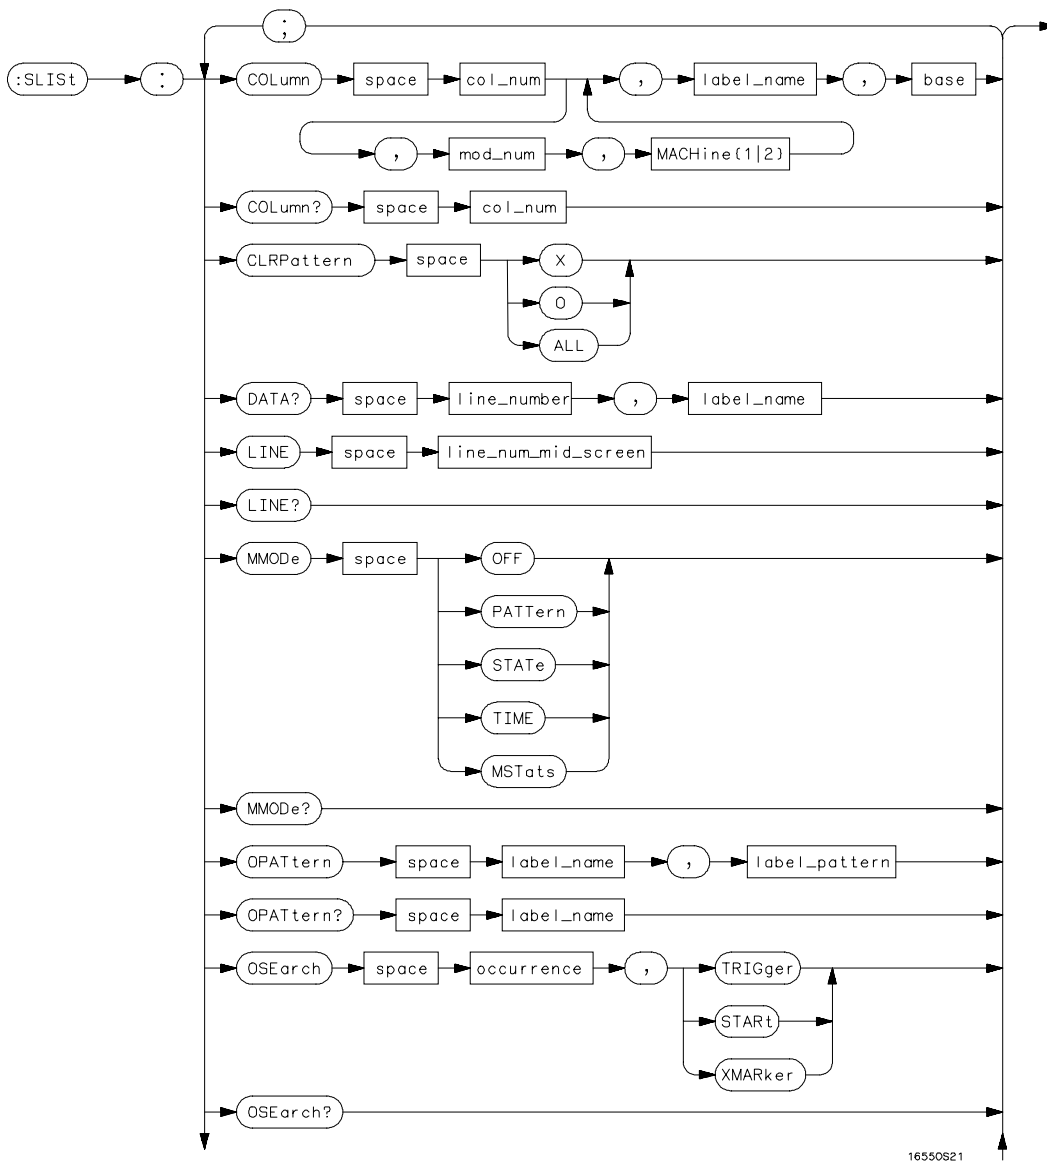 ;
:SLISt : COLumn space col_num , label_name , base
, mod_num , MACHine(1|2)
COLumn? space col_num
CLRPattern space X
O
ALL
DATA? space line_number , label_name
LINE space line_num_mid_screen
LINE?
MMODe space OFF
PATTern
STATe
TIME
MSTats
MMODe?
OPATtern space label_name , label_pattern
OPATtern? space label_name
OSEarch space occurrence , TRIGger
STARt
XMARker
OSEarch?
16550S21